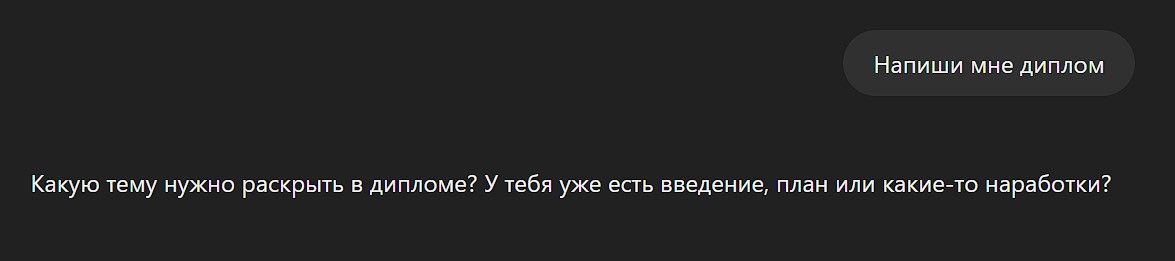 Напиши мне диплом
Какую тему нужно раскрыть в дипломе? У тебя уже есть введение, план или какие-то наработки?